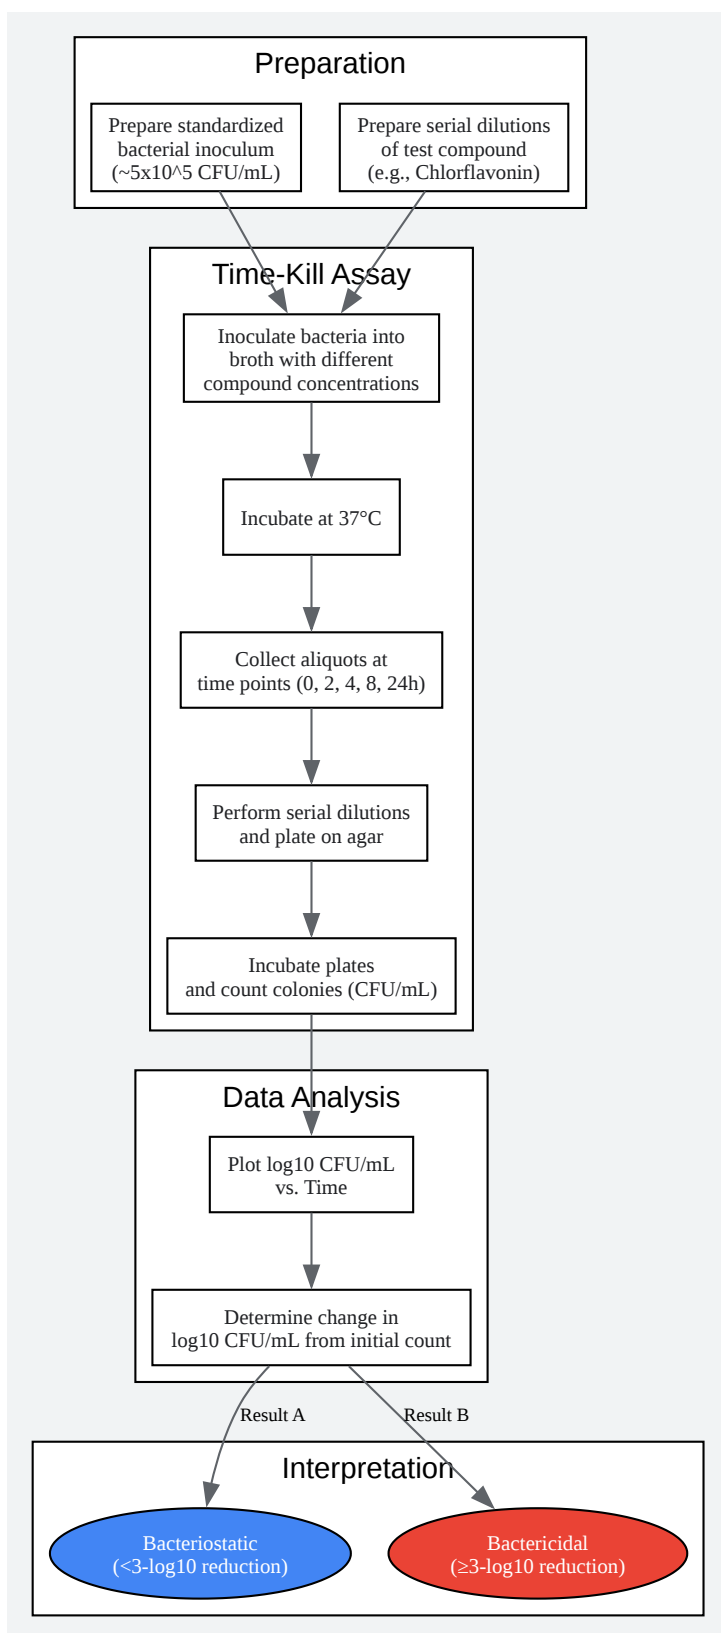 Preparation
Prepare standardized
bacterial inoculum
(~5x10^5 CFU/mL)
Prepare serial dilutions
of test compound
(e.g., Chlorflavonin)
Time-Kill Assay
Inoculate bacteria into
broth with different
compound concentrations
Incubate at 37°C
Collect aliquots at
time points (0, 2, 4, 8, 24h)
Perform serial dilutions
and plate on agar
Incubate plates
and count colonies (CFU/mL)
Data Analysis
Plot log10 CFU/mL
vs. Time
Determine change in
log10 CFU/mL from initial count
Result A
Result B
Interpretation
Bacteriostatic
(<3-log10 reduction)
Bactericidal
(≥3-log10 reduction)